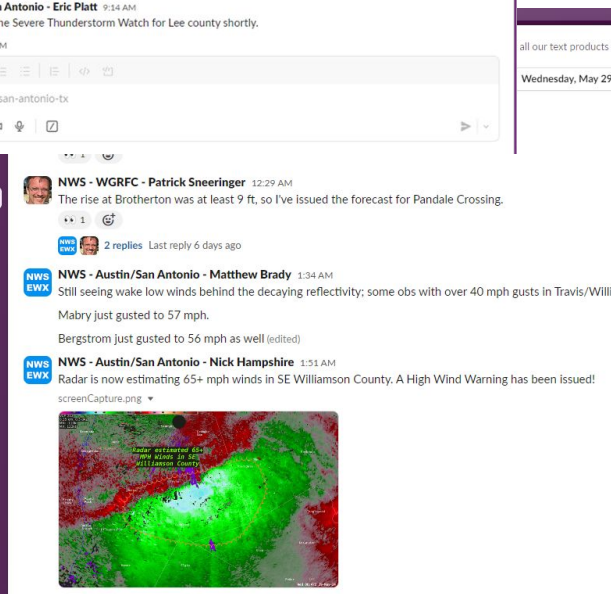 n Antonio - Eric Platt 9:14 AM
ne Severe Thunderstorm Watch for Lee county shortly.
M
san-antonio-tx
all our text products
Wednesday, May 29
1
NWS - WGRFC - Patrick Sneeringer 12:29 AM
The rise at Brotherton was at least 9 ft, so I've issued the forecast for Pandale Crossing.
1
NWS EWX 2 replies Last reply 6 days ago
NWS EWX
NWS - Austin/San Antonio - Matthew Brady 1:34 AM
Still seeing wake low winds behind the decaying reflectivity; some obs with over 40 mph gusts in Travis/Willi
Mabry just gusted to 57 mph.
Bergstrom just gusted to 56 mph as well (edited)
NWS EWX
NWS - Austin/San Antonio - Nick Hampshire 1:51 AM
Radar is now estimating 65+ mph winds in SE Williamson County. A High Wind Warning has been issued!
screenCapture.png
Radar estimated 65+
MPH Winds in SE
Williamson County